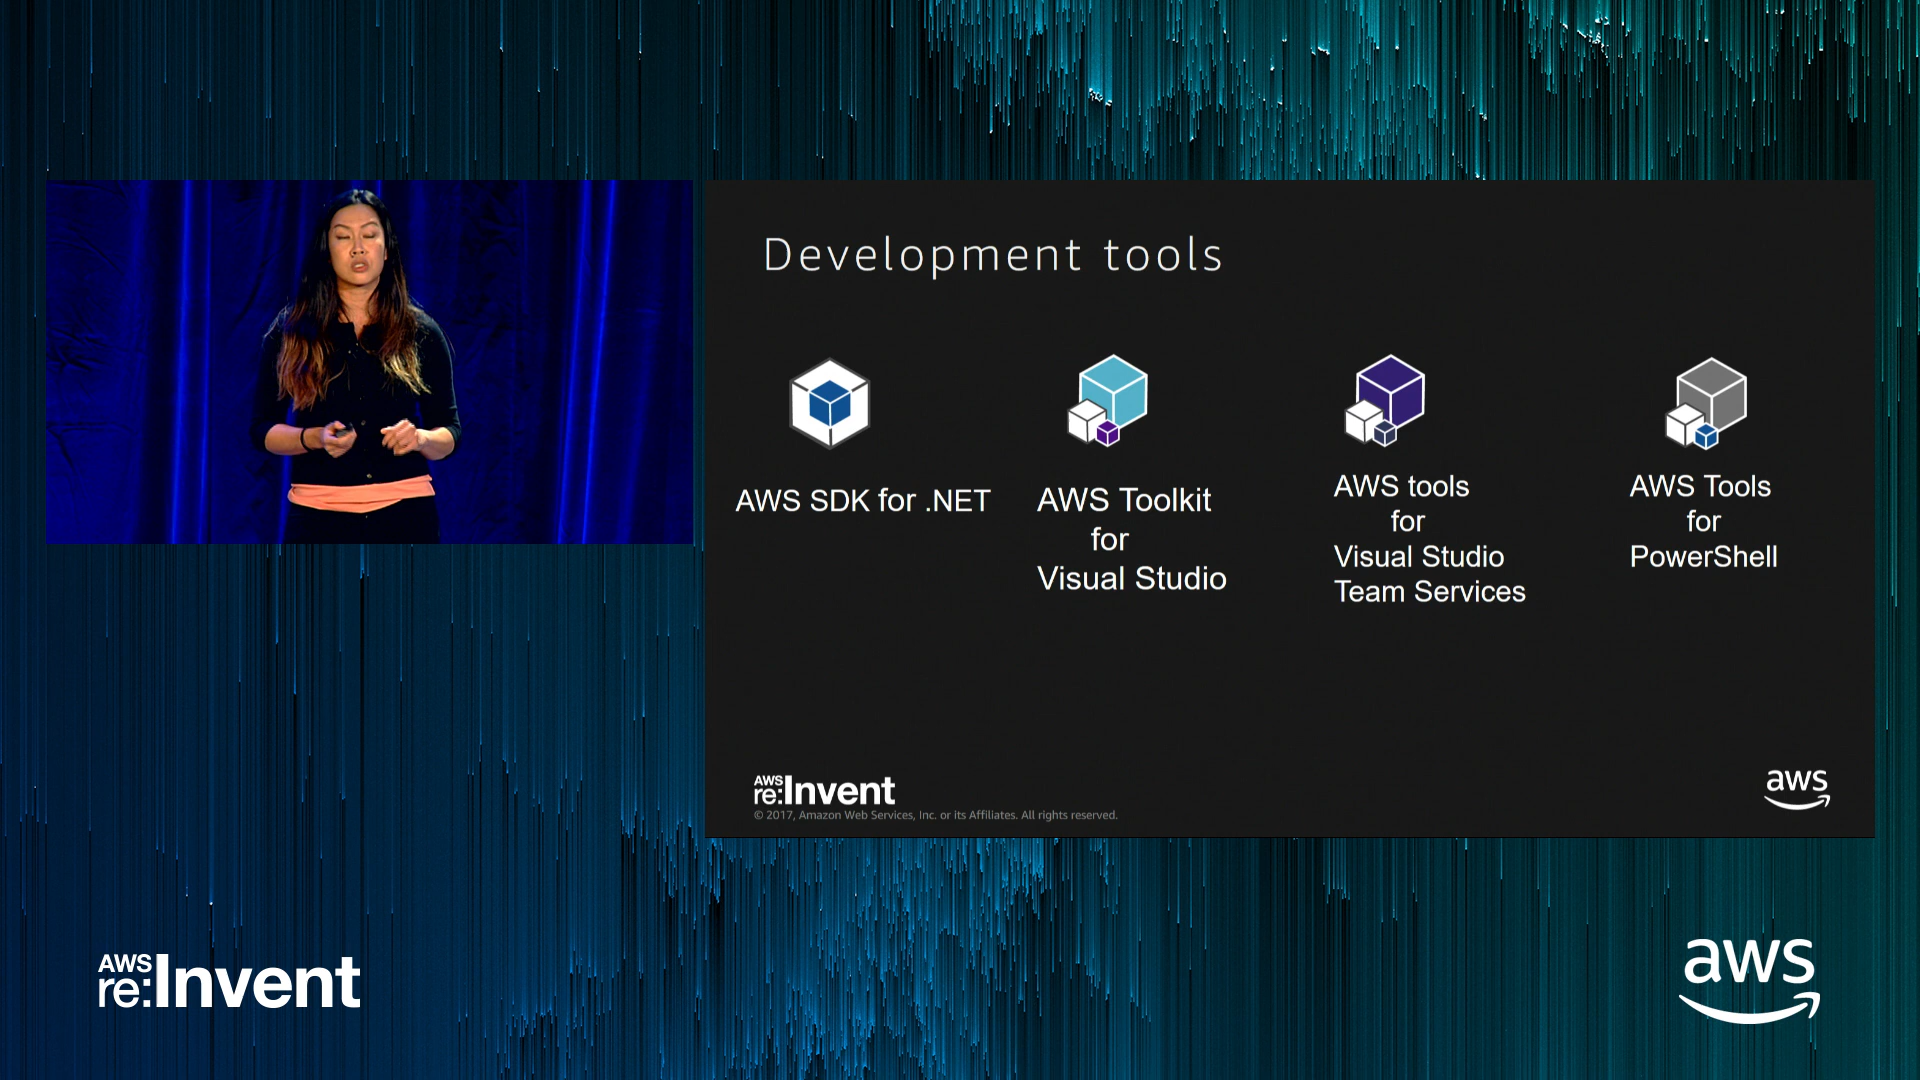 Development tools
AWS SDK for .NET
AWS Toolkit
for
Visual Studio
AWS tools
for
Visual Studio
Team Services
AWS Tools
for
PowerShell
AWS
re:Invent
© 2017, Amazon Web Services, Inc. or its Affiliates. All rights reserved.
aws
AWS
re:Invent
aws